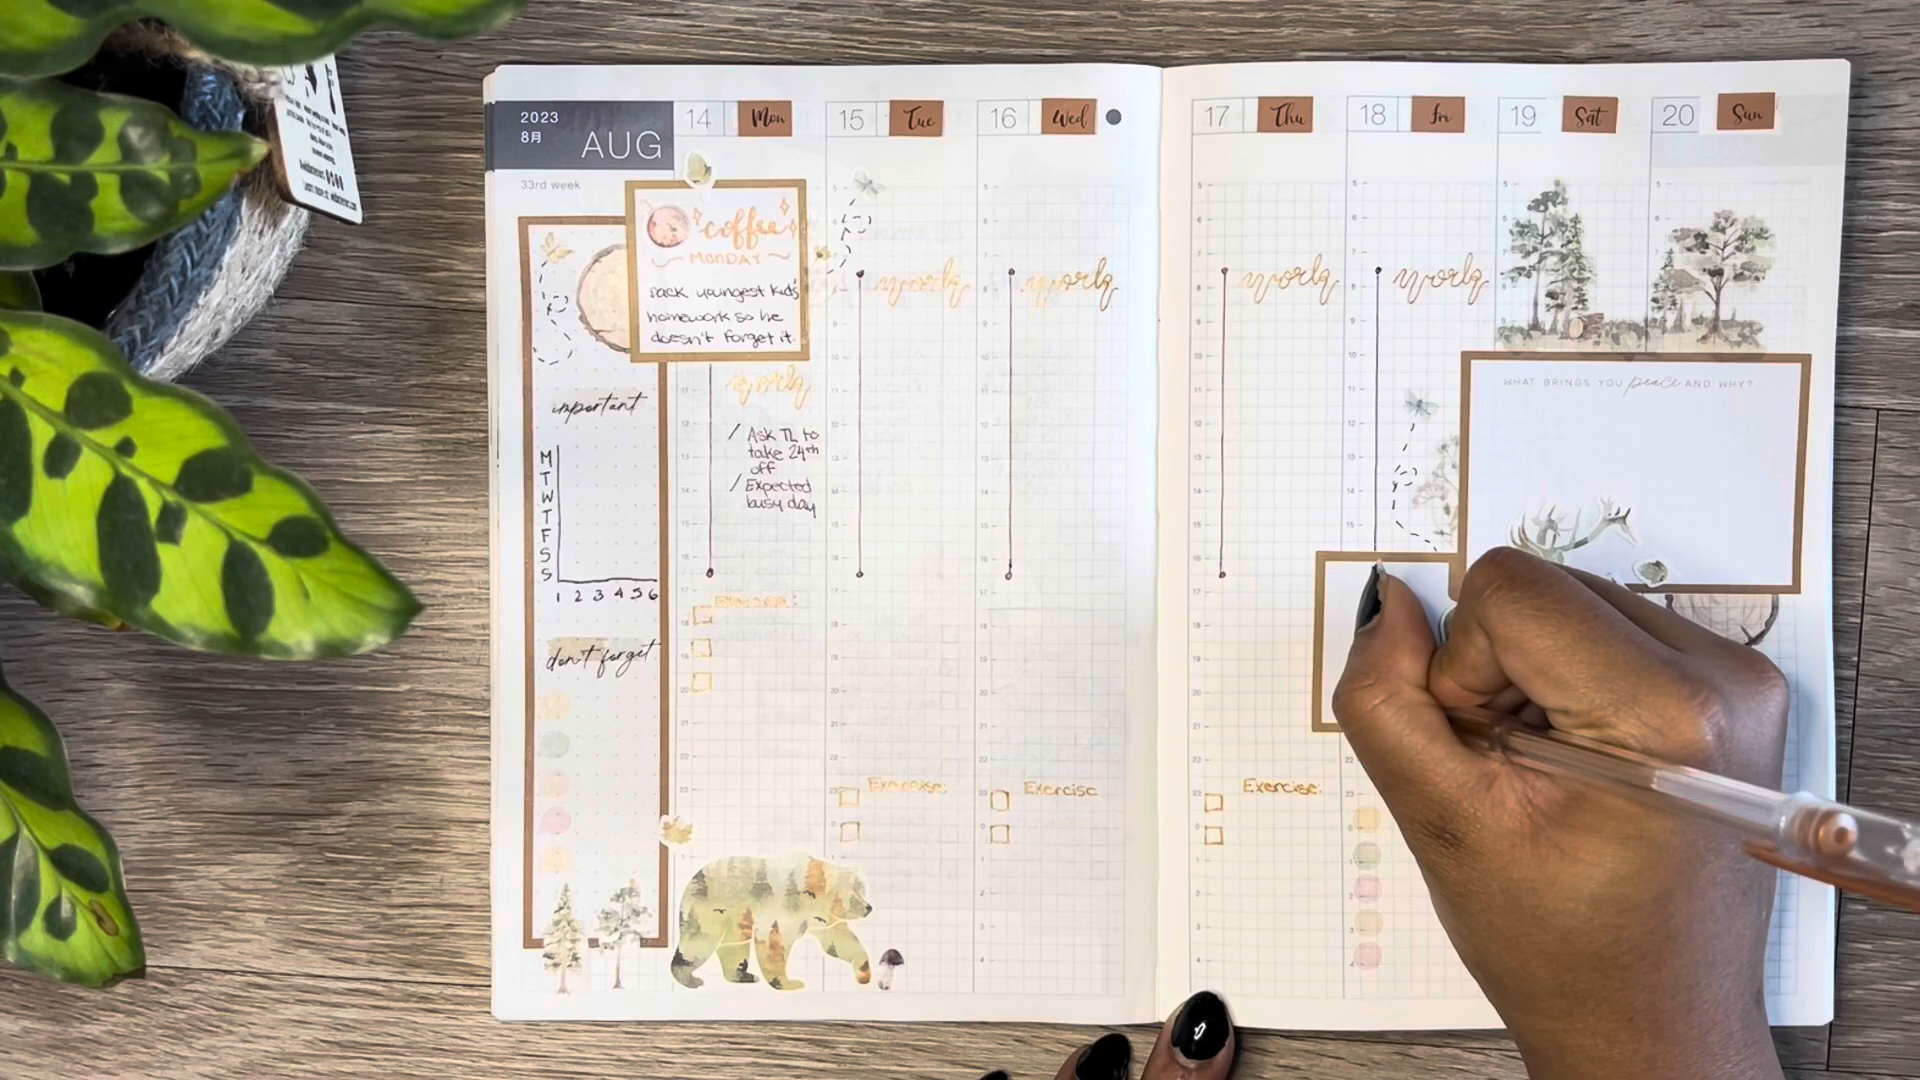 2023
8月
AUG
33rd week
14 Mon
15 Tue
16 Wed
17 Thu
18 Fri
19 Sat
20 Sun
coffee
MONDAY
Pack youngest kid's
homework so he
doesn't forget it.
important
M
T
W
T
F
S
S
1 2 3 4 5 6
don't forget
work
/ Ask TL to
take 24th
off
/ Expected
busy day
Exercise:
work
Exercise:
work
Exercise
work
Exercise:
work
WHAT BRINGS YOU peace AND WHY?